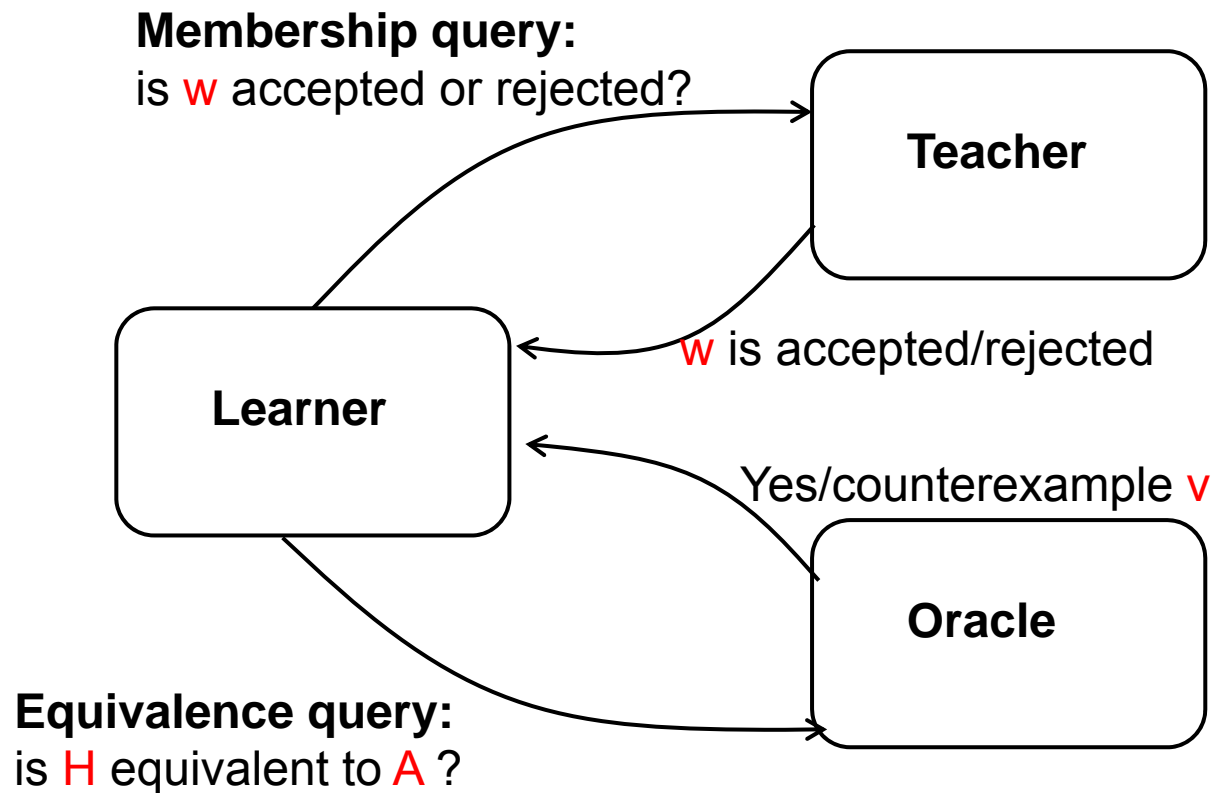 Membership query:
is w accepted or rejected?
Teacher
w is accepted/rejected
Learner
Yes/counterexample v
Oracle
Equivalence query:
is H equivalent to A ?